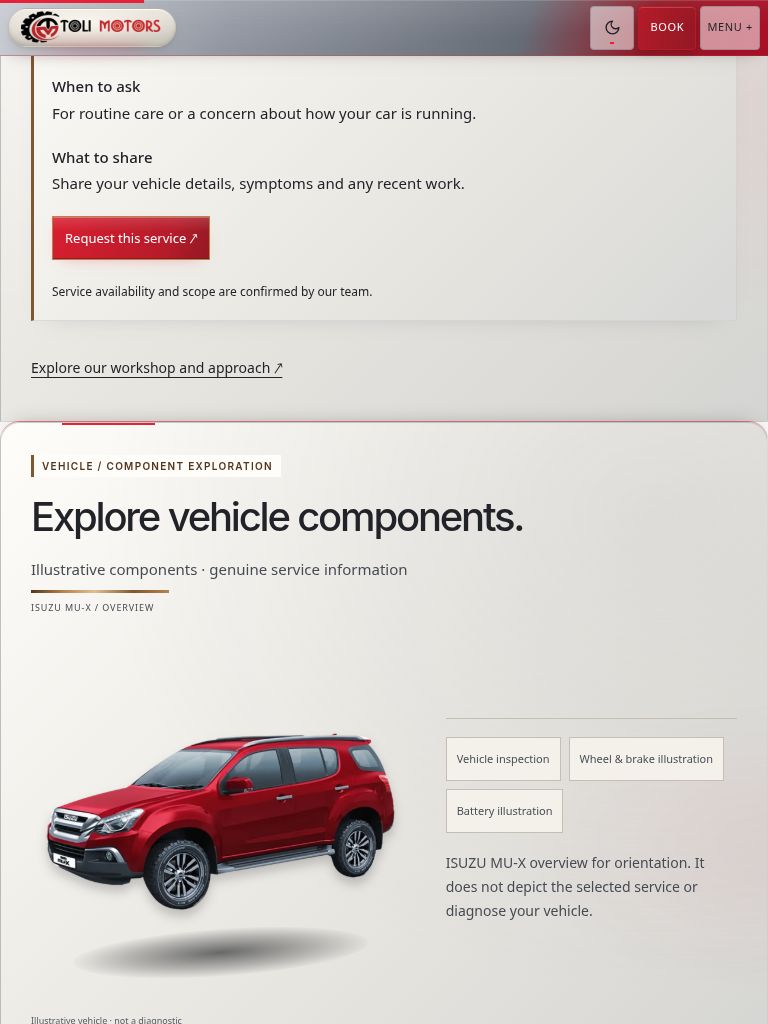 TOLI MOTORS
BOOK
MENU +
When to ask
For routine care or a concern about how your car is running.
What to share
Share your vehicle details, symptoms and any recent work.
Request this service ↗
Service availability and scope are confirmed by our team.
Explore our workshop and approach ↗
VEHICLE / COMPONENT EXPLORATION
Explore vehicle components.
Illustrative components · genuine service information
ISUZU MU-X / OVERVIEW
Vehicle inspection
Wheel & brake illustration
Battery illustration
ISUZU MU-X overview for orientation. It
does not depict the selected service or
diagnose your vehicle.
Illustrative vehicle · not a diagnostic